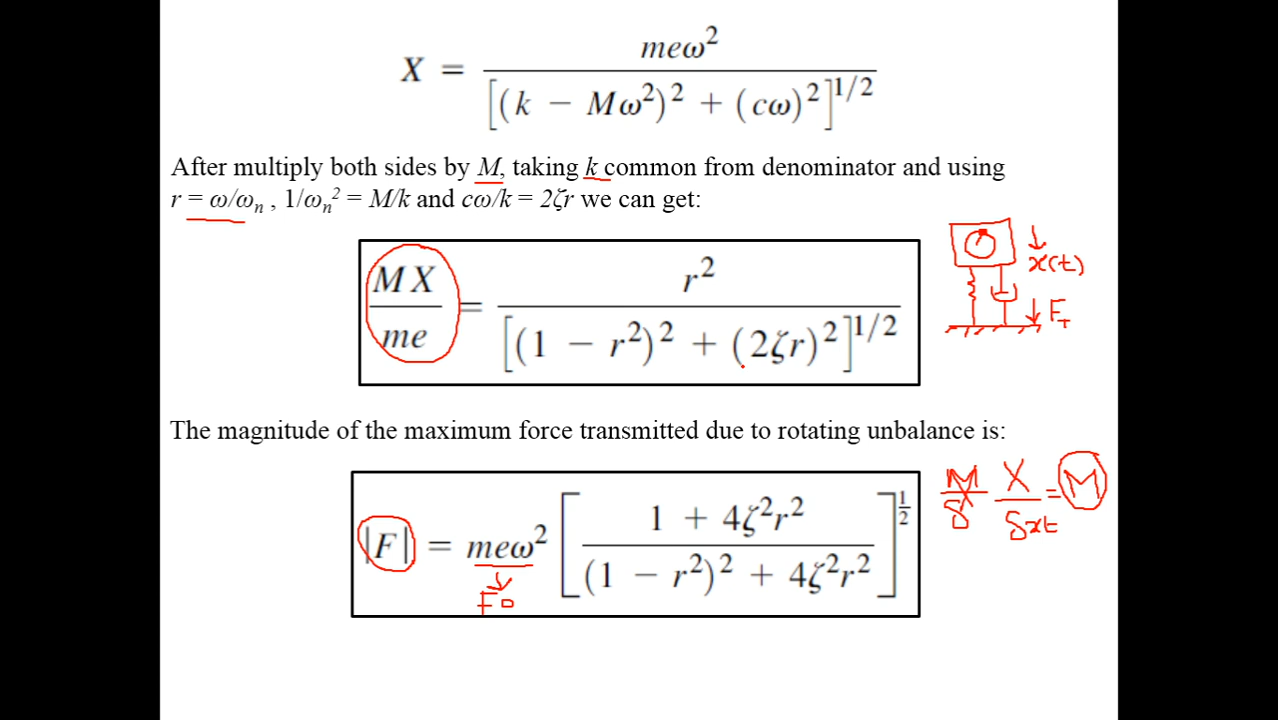 X = meω² / [(k − Mω²)² + (cω)²]^1/2
After multiply both sides by M, taking k common from denominator and using
r = ω/ωn , 1/ωn² = M/k and cω/k = 2ζr we can get:
MX / me = r² / [(1 − r²)² + (2ζr)²]^1/2
x(t)
F_T
The magnitude of the maximum force transmitted due to rotating unbalance is:
|F| = meω² [ (1 + 4ζ²r²) / ((1 − r²)² + 4ζ²r²) ]^1/2
F0
X / δst = M